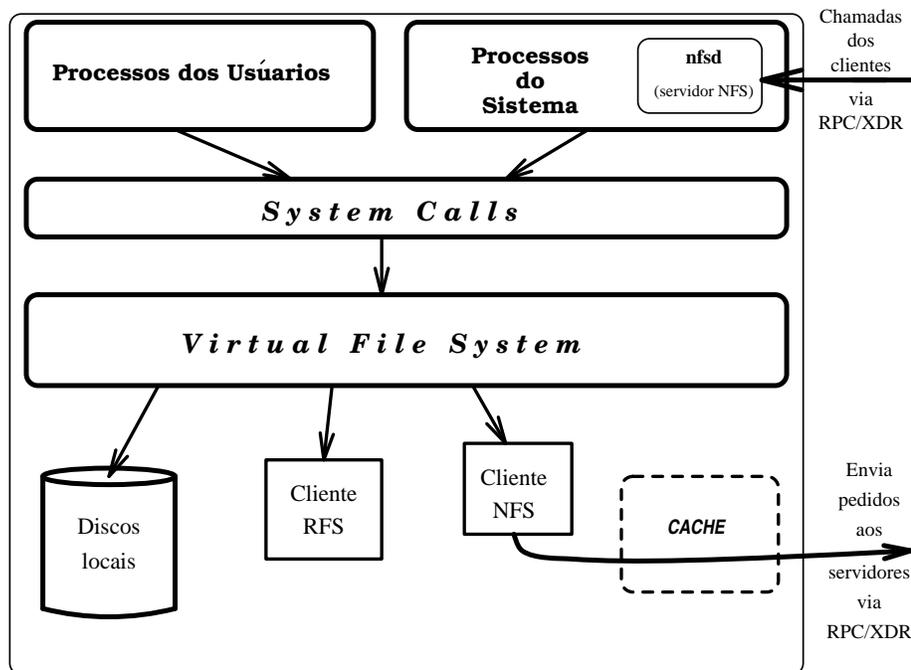 Processos dos Usúarios
Processos
do
Sistema
nfsd
(servidor NFS)
Chamadas
dos
clientes
via
RPC/XDR
System Calls
Virtual File System
Discos
locais
Cliente
RFS
Cliente
NFS
CACHE
Envia
pedidos
aos
servidores
via
RPC/XDR